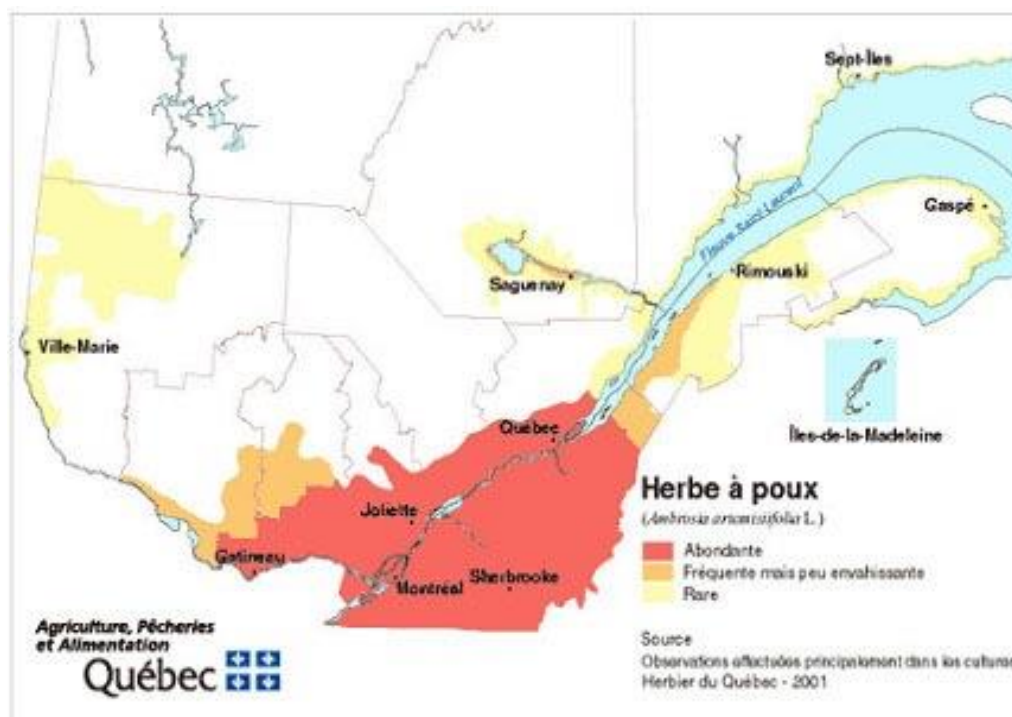 Sept-Îles
Fleuve Saint-Laurent
Gaspé
Rimouski
Saguenay
Ville-Marie
Îles-de-la-Madeleine
Québec
Joliette
Gatineau
Montréal
Sherbrooke
Herbe à poux
(Ambrosia artemisiifolia L.)
Abondante
Fréquente mais peu envahissante
Rare
Source
Observations effectuées principalement dans les cultures
Herbier du Québec - 2001
Agriculture, Pêcheries
et Alimentation
Québec